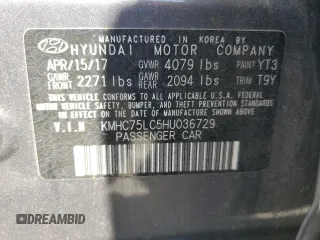 MANUFACTURED IN KOREA BY
HYUNDAI MOTOR COMPANY
APR/15/17 GVWR 4079 lbs PAINT YT3
GAWR FRONT 2271 lbs GAWR REAR 2094 lbs TRIM T9Y
THIS VEHICLE CONFORMS TO ALL APPLICABLE U.S.A. FEDERAL
MOTOR VEHICLE SAFETY, BUMPER, AND THEFT PREVENTION
STANDARDS IN EFFECT ON THE DATE OF MANUFACTURE SHOWN ABOVE.
V.I.N KMHC75LC5HU036729
PASSENGER CAR